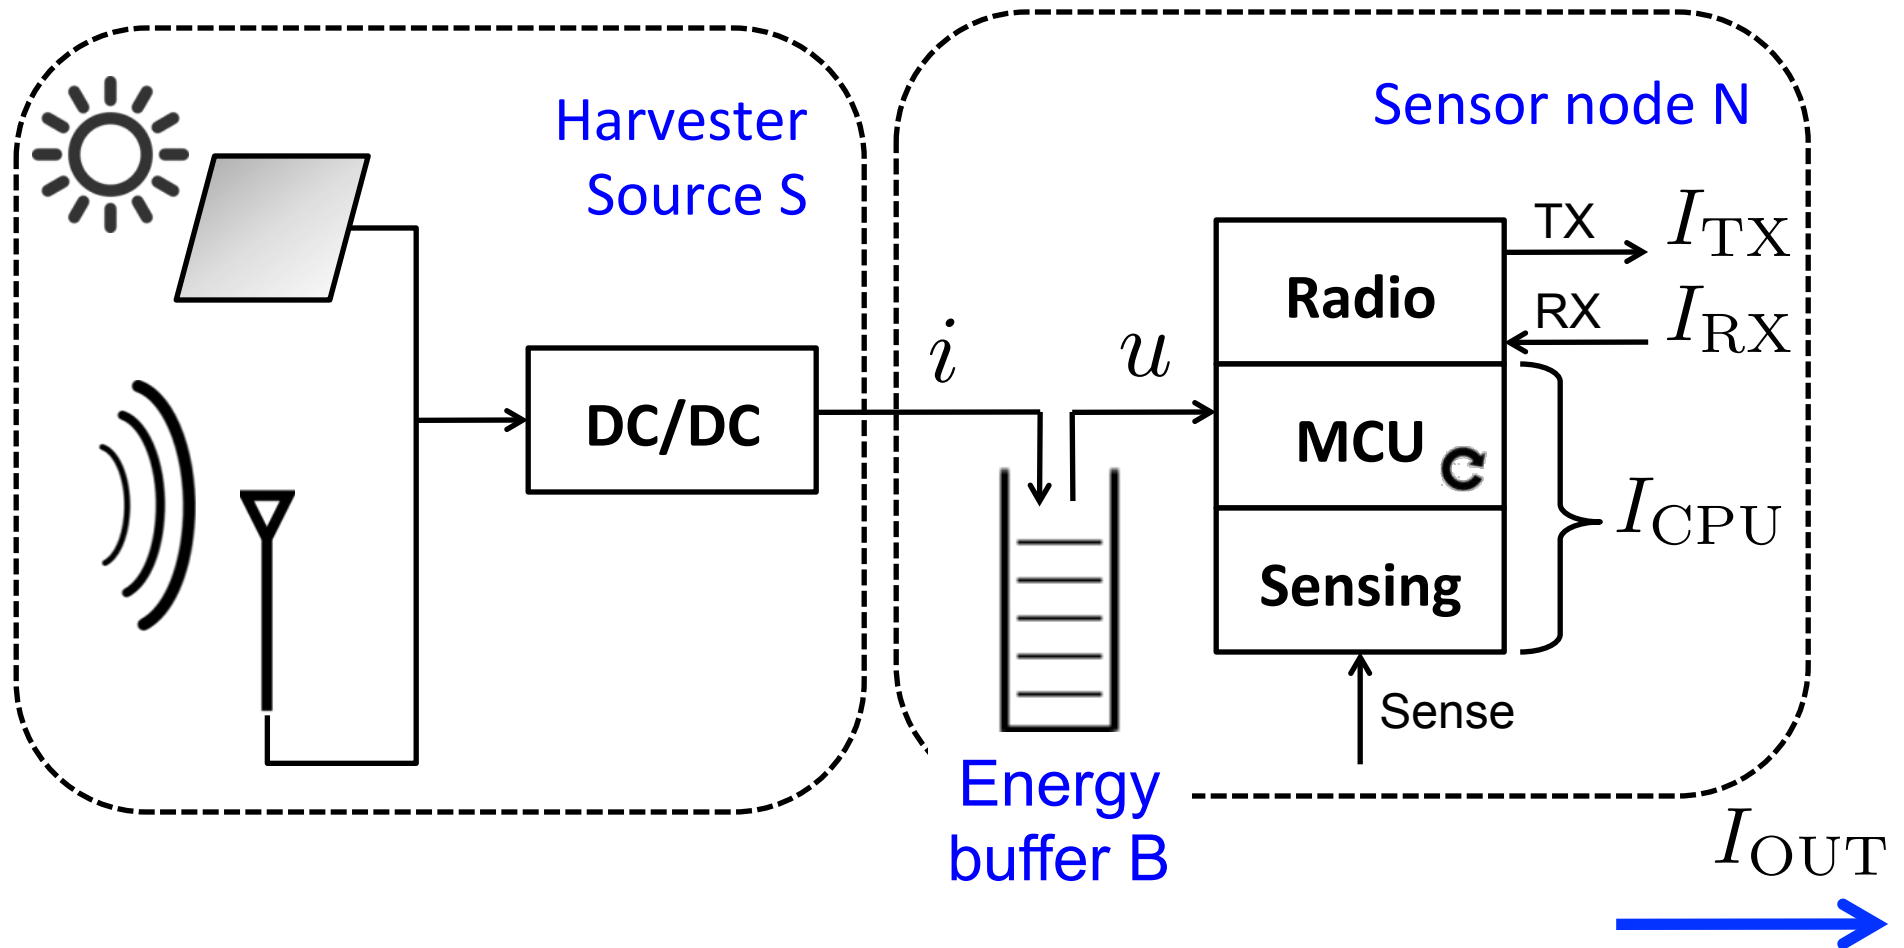 Harvester
Source S
Sensor node N
TX
I_TX
RX
I_RX
Radio
i
u
DC/DC
MCU
I_CPU
Sensing
Sense
Energy
buffer B
I_OUT